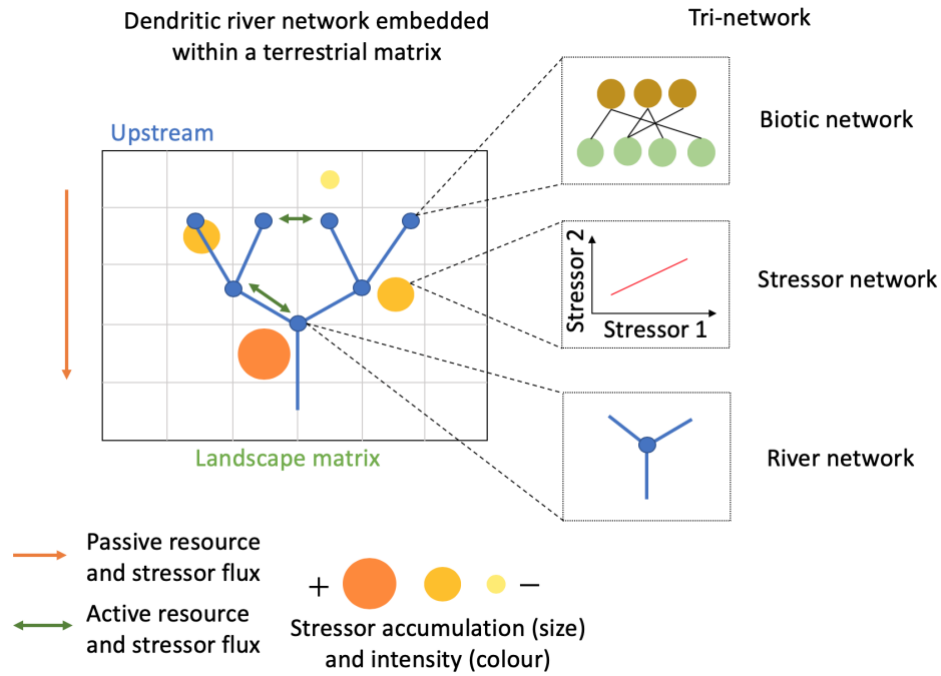 Dendritic river network embedded
within a terrestrial matrix
Tri-network
Upstream
Biotic network
Stressor 2
Stressor 1
Stressor network
River network
Landscape matrix
Passive resource
and stressor flux
Active resource
and stressor flux
+
−
Stressor accumulation (size)
and intensity (colour)